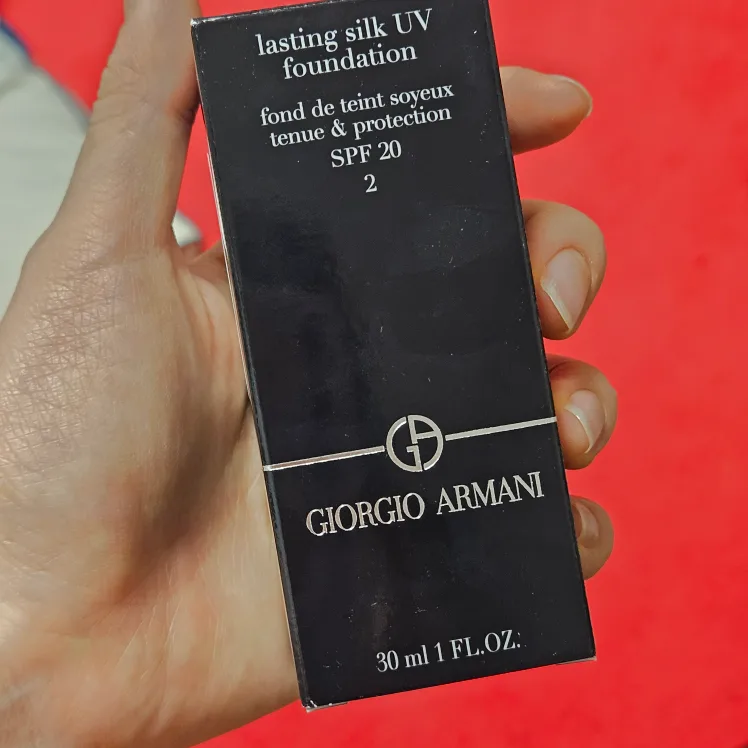 lasting silk UV
foundation
fond de teint soyeux
tenue & protection
SPF 20
2
GA
GIORGIO ARMANI
30 ml 1 FL.OZ.